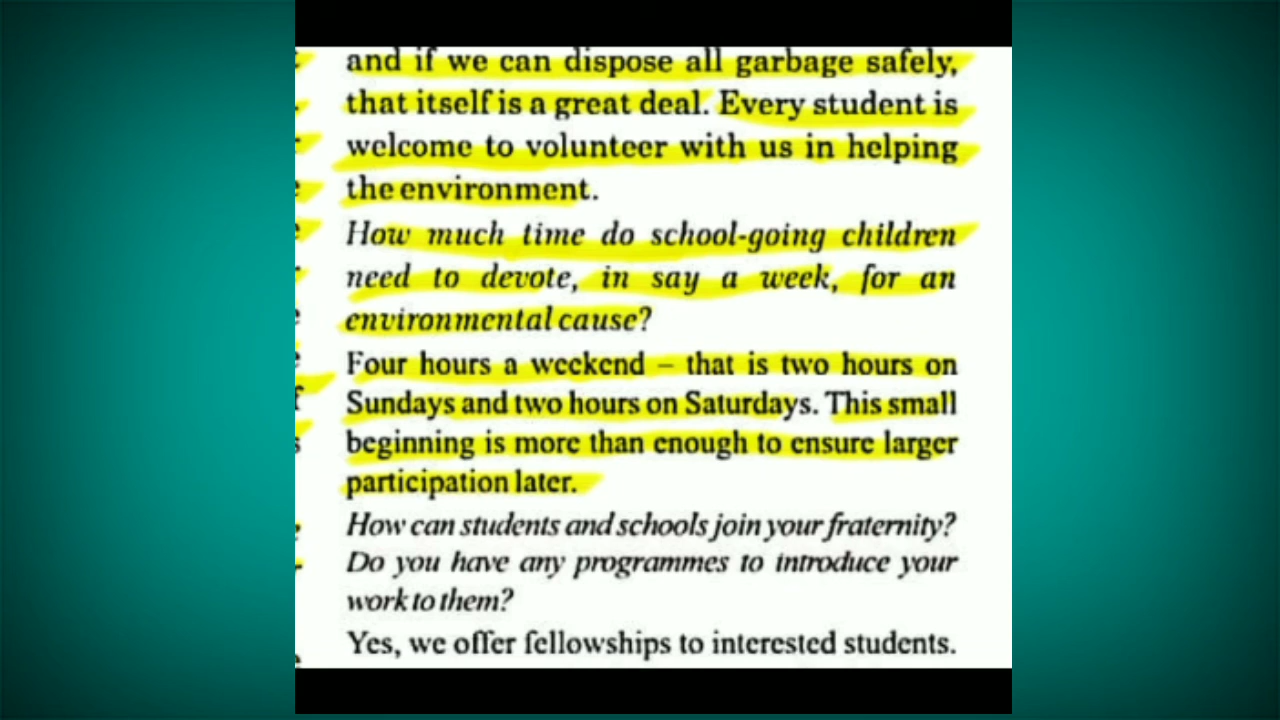 and if we can dispose all garbage safely,
that itself is a great deal. Every student is
welcome to volunteer with us in helping
the environment.
How much time do school-going children
need to devote, in say a week, for an
environmental cause?
Four hours a weekend – that is two hours on
Sundays and two hours on Saturdays. This small
beginning is more than enough to ensure larger
participation later.
How can students and schools join your fraternity?
Do you have any programmes to introduce your
work to them?
Yes, we offer fellowships to interested students.